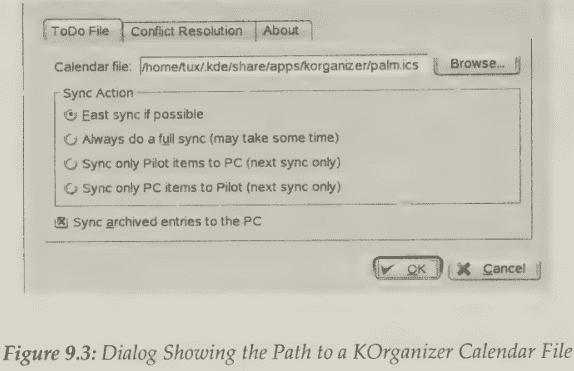 ToDo File Conflict Resolution About
Calendar file: /home/tux/.kde/share/apps/korganizer/palm.ics Browse...
Sync Action
East sync if possible
Always do a full sync (may take some time)
Sync only Pilot items to PC (next sync only)
Sync only PC items to Pilot (next sync only)
Sync archived entries to the PC
OK Cancel
Figure 9.3: Dialog Showing the Path to a KOrganizer Calendar File